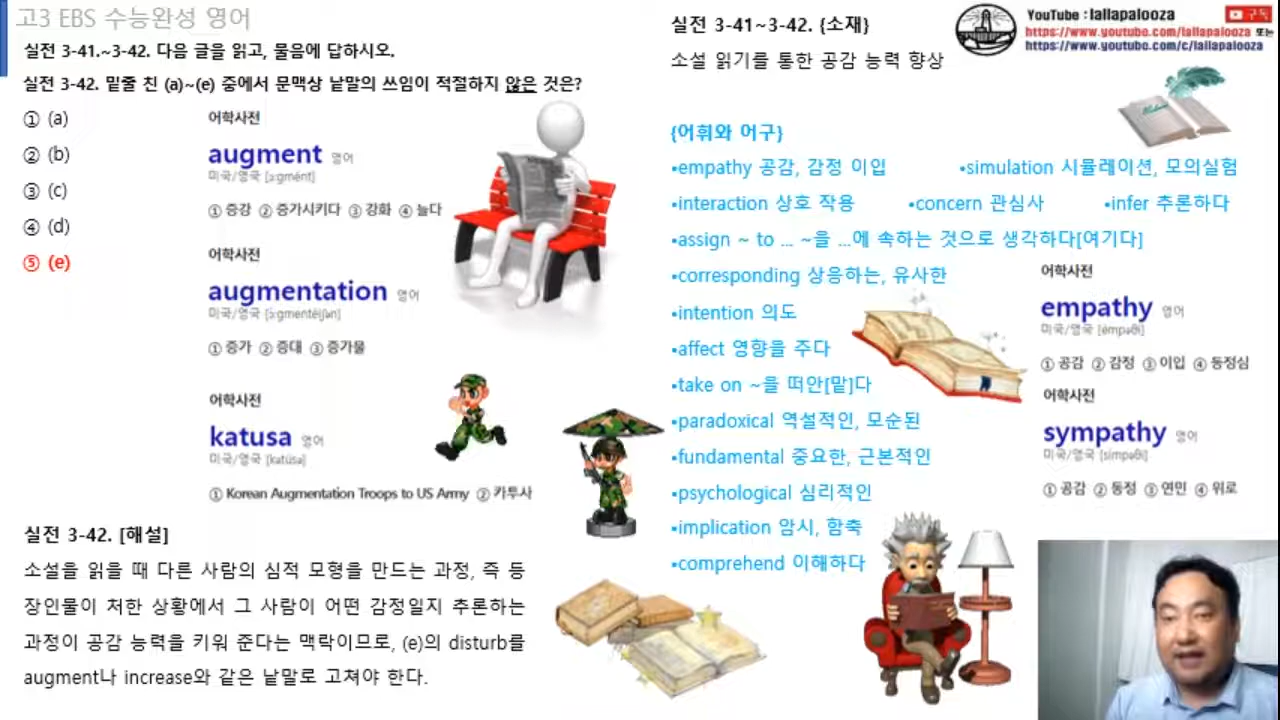 고3 EBS 수능완성 영어
실전 3-41.~3-42. 다음 글을 읽고, 물음에 답하시오.
실전 3-42. 밑줄 친 (a)~(e) 중에서 문맥상 낱말의 쓰임이 적절하지 않은 것은?
① (a)
② (b)
③ (c)
④ (d)
⑤ (e)
어학사전
augment 영어
미국/영국 [ɔːgmént]
① 증강 ② 증가시키다 ③ 강화 ④ 늘다
어학사전
augmentation 영어
미국/영국 [ɔ̀ːgmentéiʃən]
① 증가 ② 증대 ③ 증가물
어학사전
katusa 영어
미국/영국 [kətúːsə]
① Korean Augmentation Troops to US Army ② 카투사
실전 3-42. [해설]
소설을 읽을 때 다른 사람의 심적 모형을 만드는 과정, 즉 등
장인물이 처한 상황에서 그 사람이 어떤 감정일지 추론하는
과정이 공감 능력을 키워 준다는 맥락이므로, (e)의 disturb를
augment나 increase와 같은 낱말로 고쳐야 한다.
실전 3-41~3-42. {소재}
소설 읽기를 통한 공감 능력 향상
YouTube : lallapalooza
구독
https://www.youtube.com/lallapalooza 또는
https://www.youtube.com/c/lallapalooza
{어휘와 어구}
•empathy 공감, 감정 이입 •simulation 시뮬레이션, 모의실험
•interaction 상호 작용 •concern 관심사 •infer 추론하다
•assign ~ to ... ~을 ...에 속하는 것으로 생각하다[여기다]
•corresponding 상응하는, 유사한
•intention 의도
•affect 영향을 주다
•take on ~을 떠안[맡]다
•paradoxical 역설적인, 모순된
•fundamental 중요한, 근본적인
•psychological 심리적인
•implication 암시, 함축
•comprehend 이해하다
어학사전
empathy 영어
미국/영국 [émpəθi]
① 공감 ② 감정 ③ 이입 ④ 동정심
어학사전
sympathy 영어
미국/영국 [símpəθi]
① 공감 ② 동정 ③ 연민 ④ 위로